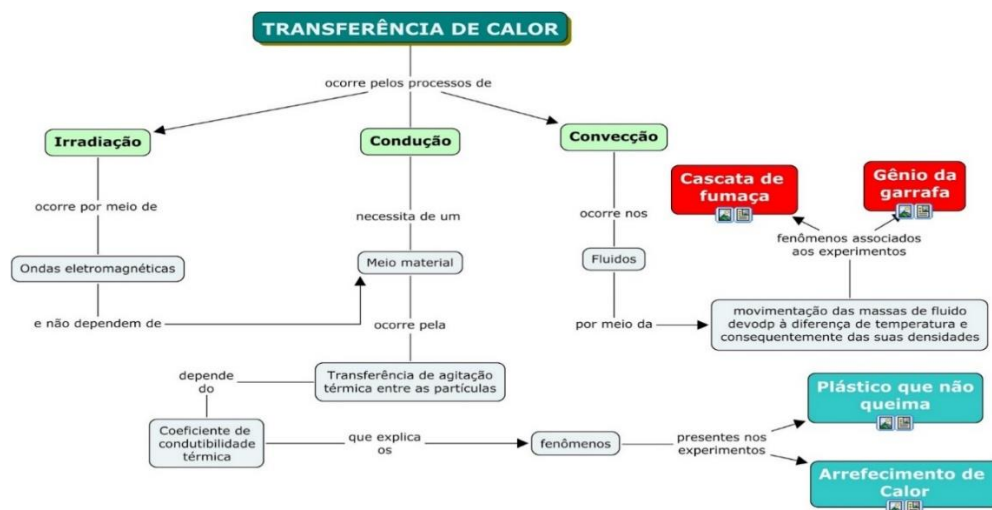 TRANSFERÊNCIA DE CALOR
ocorre pelos processos de
Irradiação
Condução
Convecção
ocorre por meio de
necessita de um
ocorre nos
Cascata de
fumaça
Gênio da
garrafa
fenômenos associados
aos experimentos
Ondas eletromagnéticas
Meio material
Fluidos
e não dependem de
ocorre pela
por meio da
movimentação das massas de fluido
devodp à diferença de temperatura e
consequentemente das suas densidades
Transferência de agitação
térmica entre as partículas
depende
do
Coeficiente de
condutibilidade
térmica
que explica
os
fenômenos
presentes nos
experimentos
Plástico que não
queima
Arrefecimento de
Calor